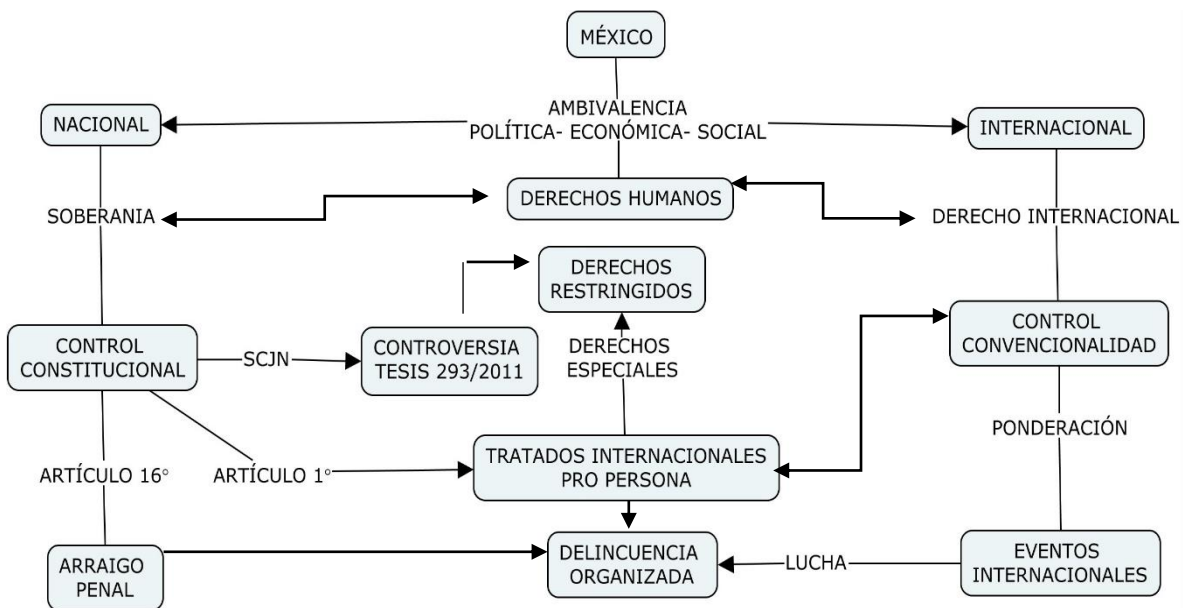 MÉXICO
AMBIVALENCIA
POLÍTICA- ECONÓMICA- SOCIAL
NACIONAL
INTERNACIONAL
DERECHOS HUMANOS
SOBERANIA
DERECHO INTERNACIONAL
DERECHOS
RESTRINGIDOS
CONTROL
CONSTITUCIONAL
SCJN
CONTROVERSIA
TESIS 293/2011
DERECHOS
ESPECIALES
CONTROL
CONVENCIONALIDAD
PONDERACIÓN
ARTÍCULO 16°
ARTÍCULO 1°
TRATADOS INTERNACIONALES
PRO PERSONA
ARRAIGO
PENAL
DELINCUENCIA
ORGANIZADA
LUCHA
EVENTOS
INTERNACIONALES